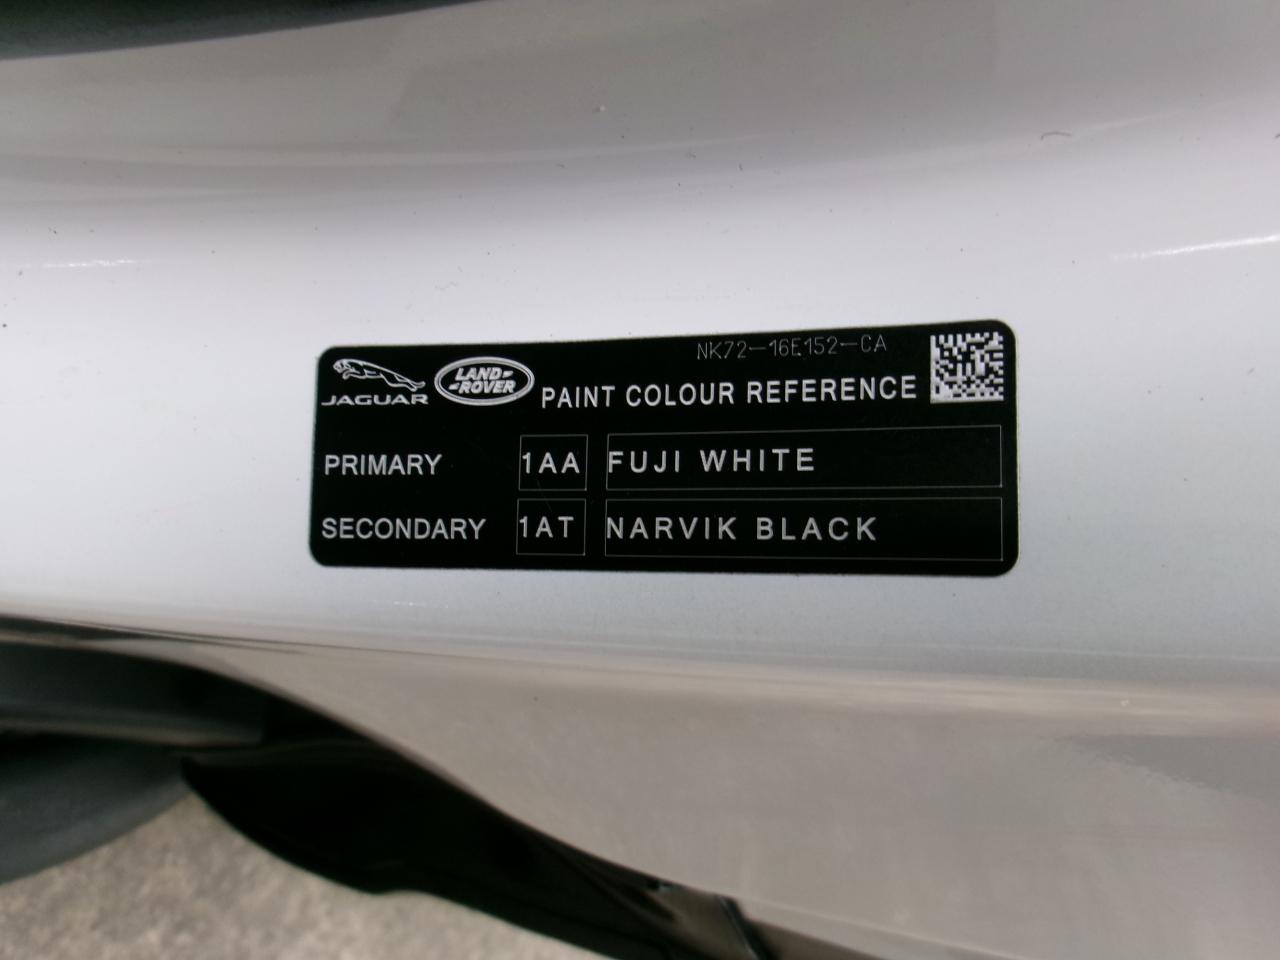 NK72-16E152-CA
JAGUAR LAND-ROVER PAINT COLOUR REFERENCE
PRIMARY 1AA FUJI WHITE
SECONDARY 1AT NARVIK BLACK